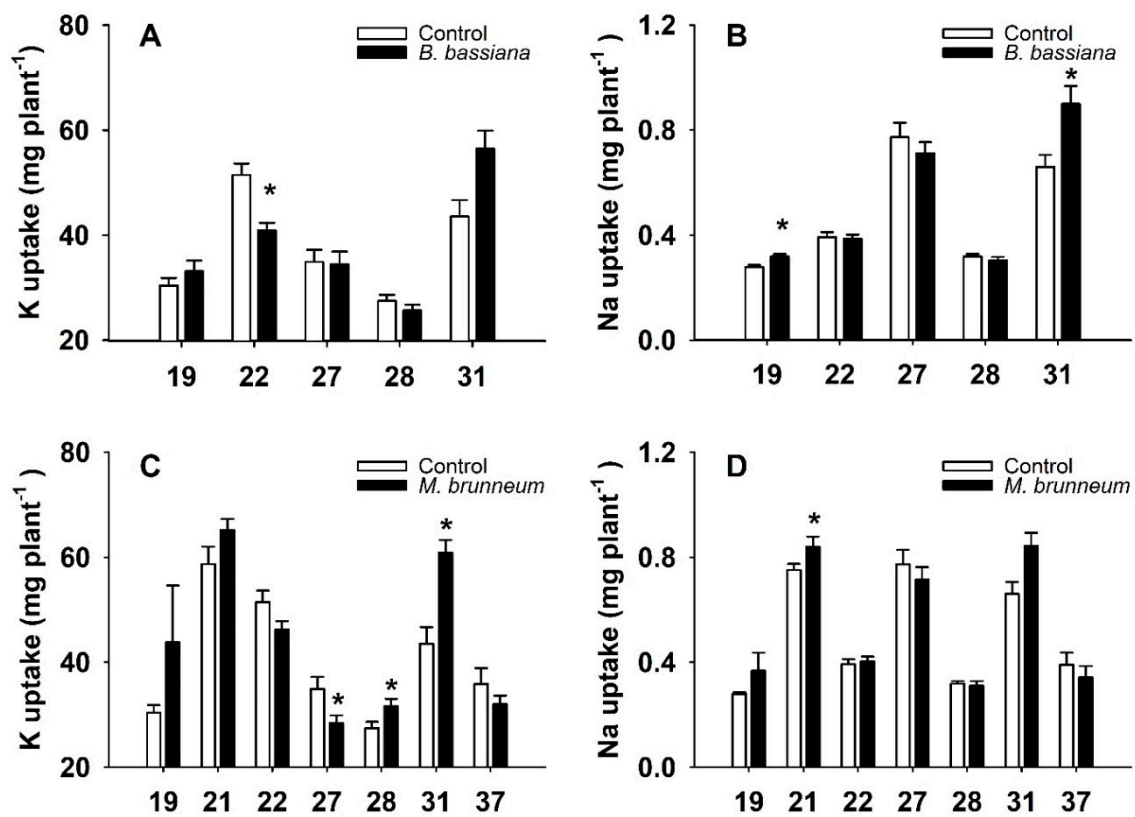 A
Control
B. bassiana
K uptake (mg plant-1 )
80
60
40
20
*
19 22 27 28 31
B
Control
B. bassiana
Na uptake (mg plant-1 )
1.2
0.8
0.4
0.0
*
*
19 22 27 28 31
C
Control
M. brunneum
K uptake (mg plant-1 )
80
60
40
20
*
*
*
19 21 22 27 28 31 37
D
Control
M. brunneum
Na uptake (mg plant-1 )
1.2
0.8
0.4
0.0
*
19 21 22 27 28 31 37